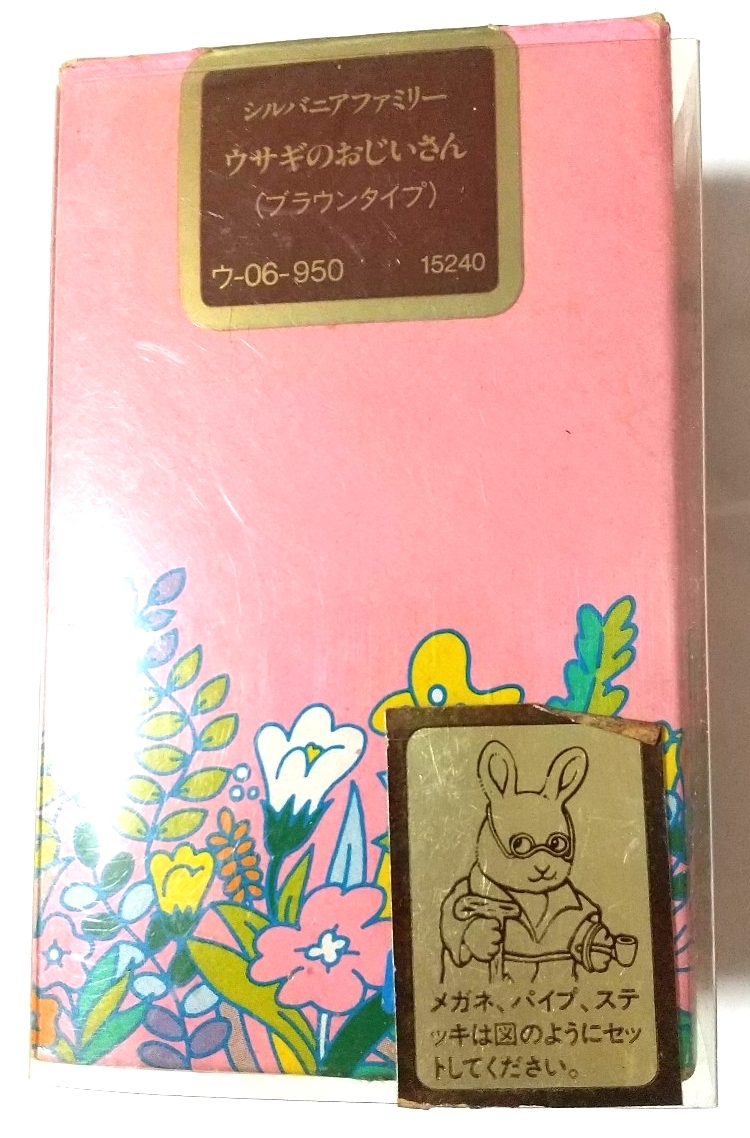 シルバニアファミリー
ウサギのおじいさん
(ブラウンタイプ)
ウ-06-950 15240
メガネ、パイプ、ステ
ッキは図のようにセッ
トしてください。